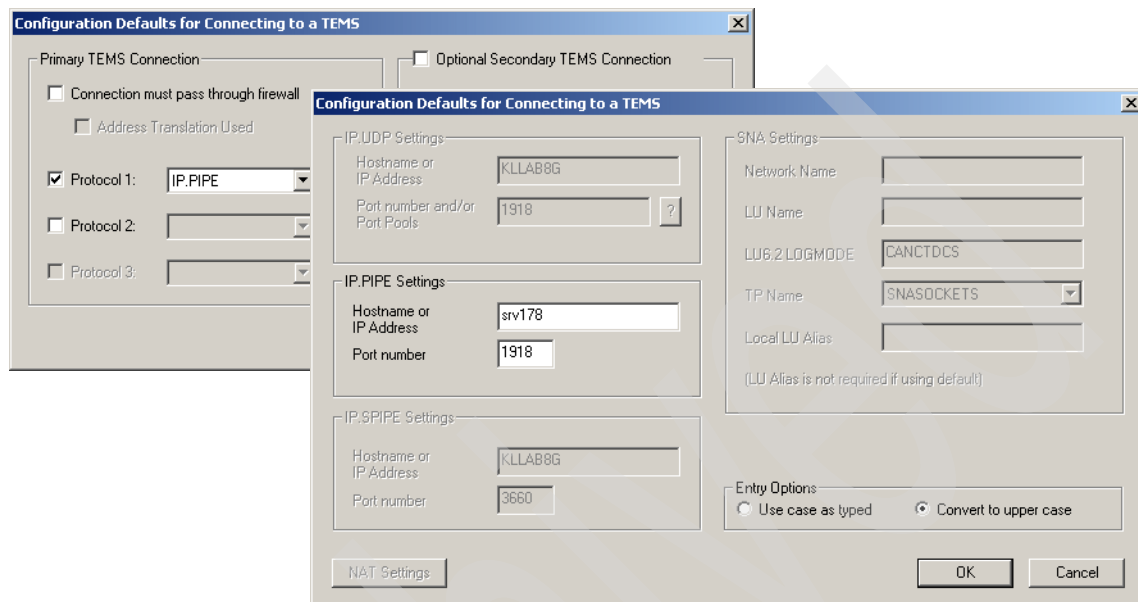 Configuration Defaults for Connecting to a TEMS
Primary TEMS Connection
Optional Secondary TEMS Connection
Connection must pass through firewall
Address Translation Used
Protocol 1: IP.PIPE
Protocol 2:
Protocol 3:
Configuration Defaults for Connecting to a TEMS
IP.UDP Settings
Hostname or
IP Address
KLLAB8G
Port number and/or
Port Pools
1918
?
IP.PIPE Settings
Hostname or
IP Address
srv178
Port number
1918
IP.SPIPE Settings
Hostname or
IP Address
KLLAB8G
Port number
3660
NAT Settings
SNA Settings
Network Name
LU Name
LU6.2 LOGMODE CANCTDCS
TP Name SNASOCKETS
Local LU Alias
(LU Alias is not required if using default)
Entry Options
Use case as typed Convert to upper case
OK Cancel